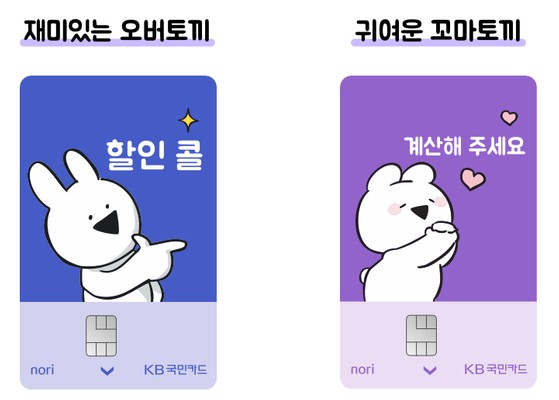 재미있는 오버토끼
귀여운 꼬마토끼
할인 콜
계산해 주세요
nori
KB국민카드
nori
KB국민카드